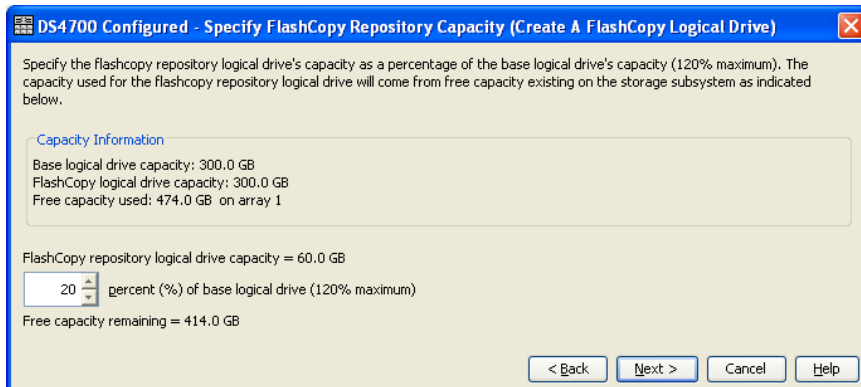 DS4700 Configured - Specify FlashCopy Repository Capacity (Create A FlashCopy Logical Drive)
Specify the flashcopy repository logical drive's capacity as a percentage of the base logical drive's capacity (120% maximum). The
capacity used for the flashcopy repository logical drive will come from free capacity existing on the storage subsystem as indicated
below.
Capacity Information
Base logical drive capacity: 300.0 GB
FlashCopy logical drive capacity: 300.0 GB
Free capacity used: 474.0 GB on array 1
FlashCopy repository logical drive capacity = 60.0 GB
20 percent (%) of base logical drive (120% maximum)
Free capacity remaining = 414.0 GB
< Back Next > Cancel Help